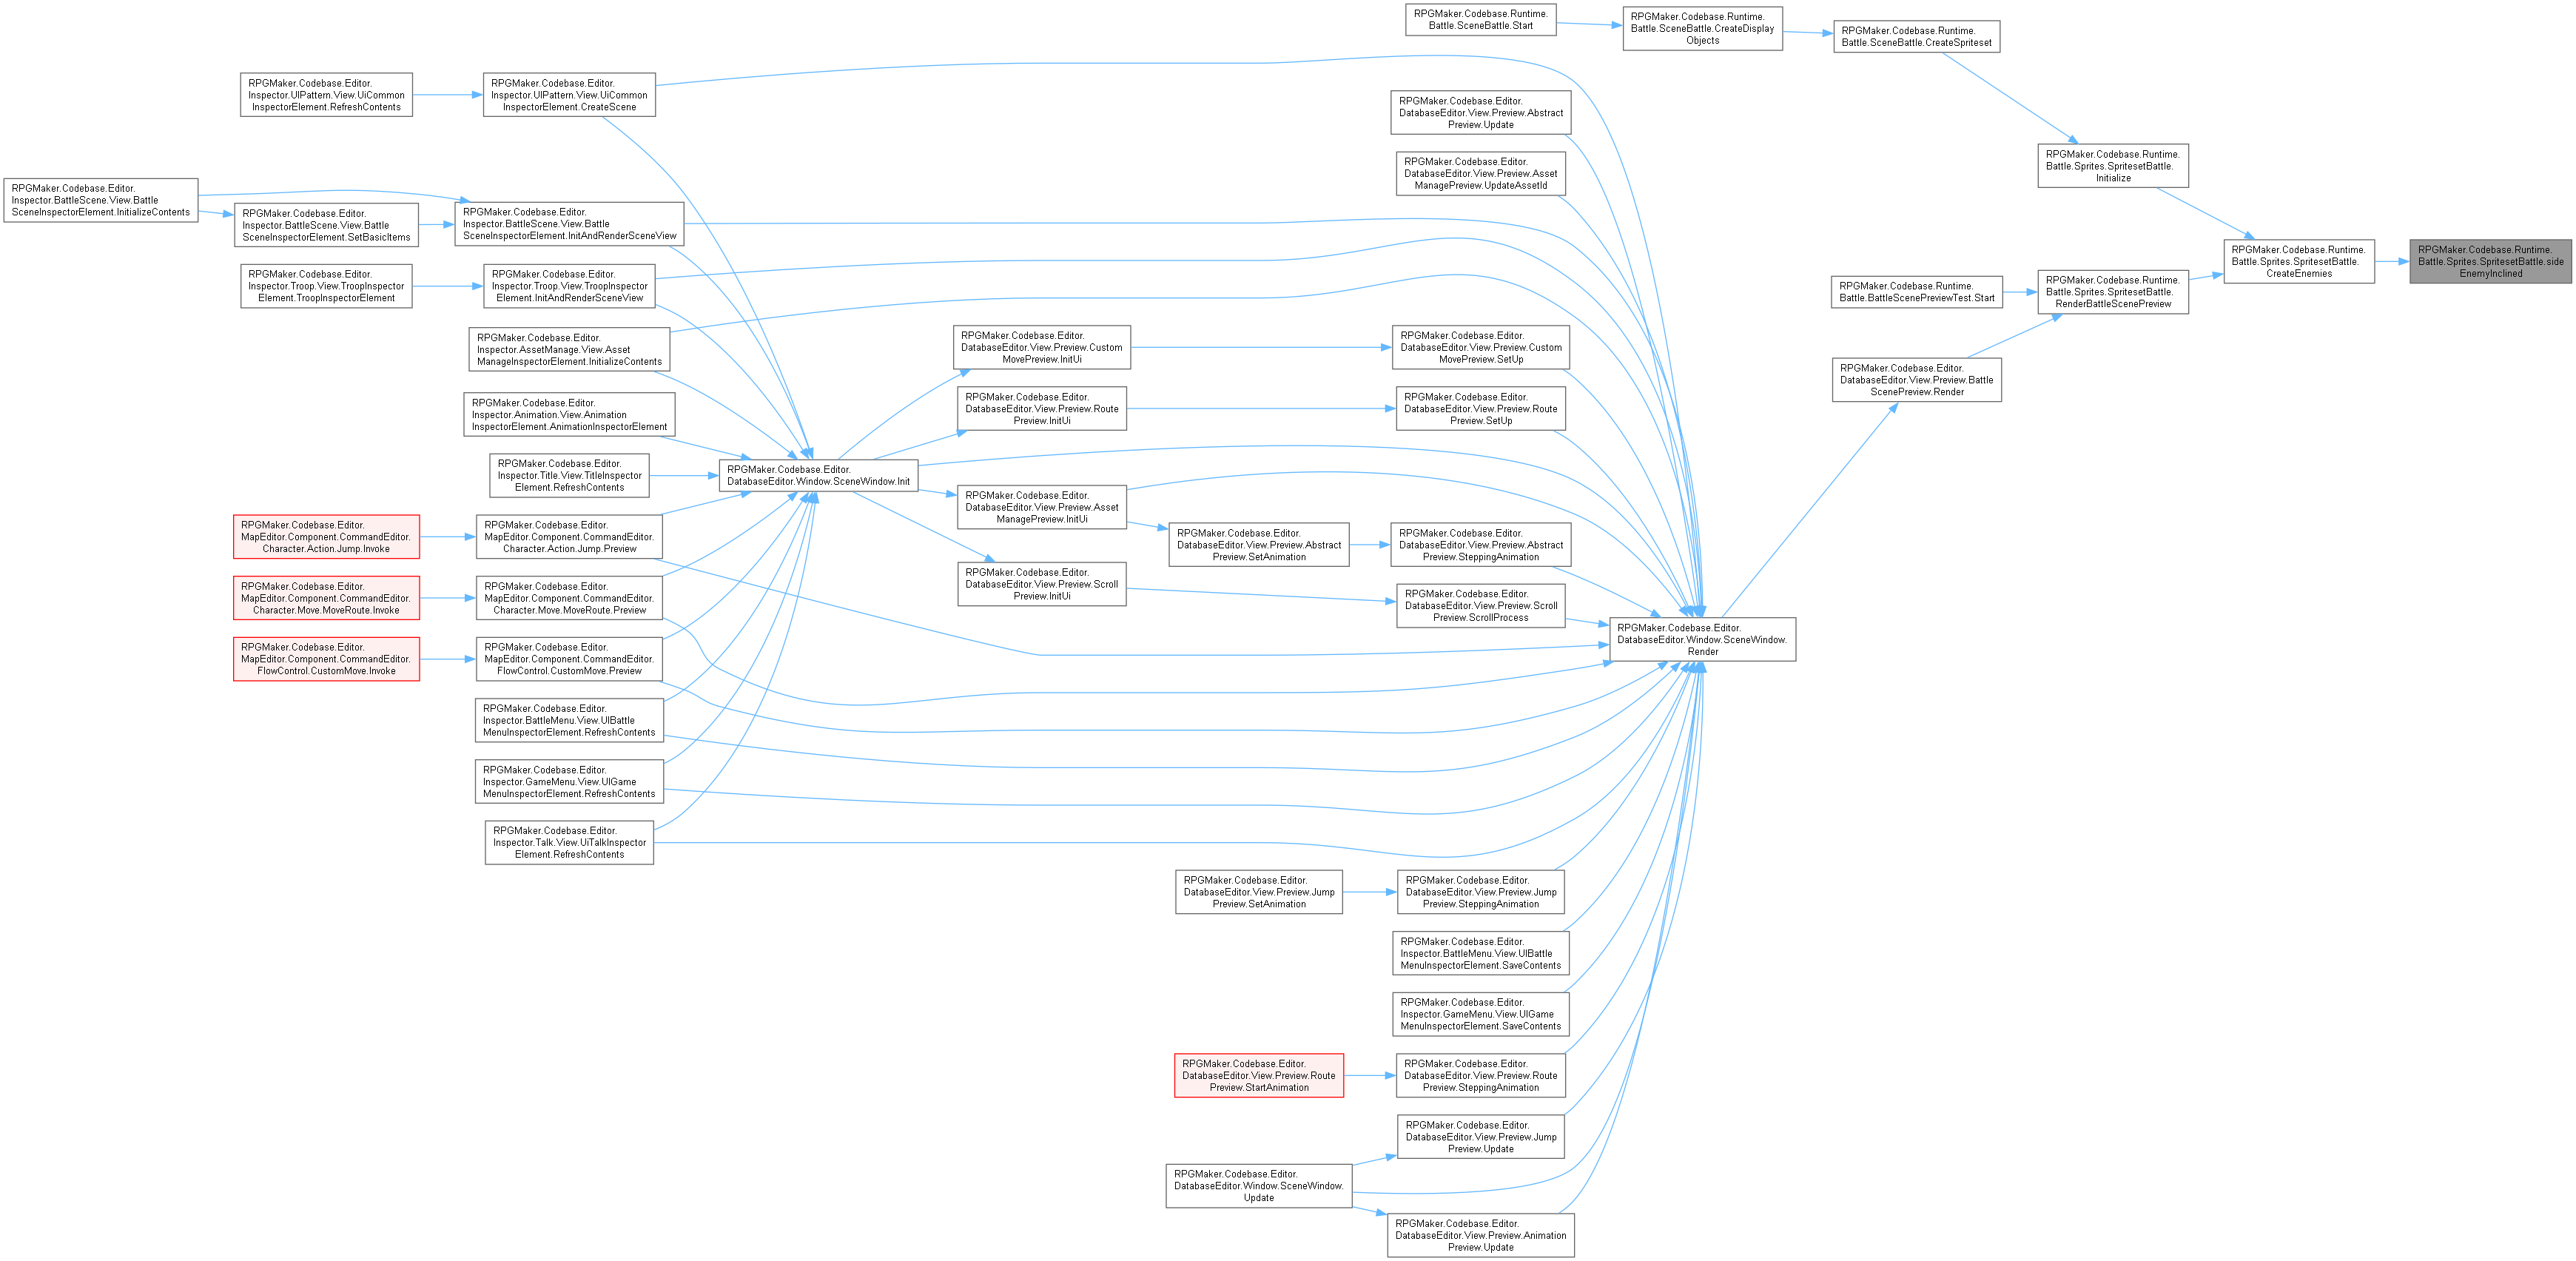 RPGMaker.Codebase.Runtime.
Battle.SceneBattle.Start
RPGMaker.Codebase.Runtime.
Battle.SceneBattle.CreateDisplay
Objects
RPGMaker.Codebase.Runtime.
Battle.SceneBattle.CreateSpriteset
RPGMaker.Codebase.Editor.
Inspector.UIPattern.View.UiCommon
InspectorElement.RefreshContents
RPGMaker.Codebase.Editor.
Inspector.UIPattern.View.UiCommon
InspectorElement.CreateScene
RPGMaker.Codebase.Editor.
DatabaseEditor.View.Preview.Abstract
Preview.Update
RPGMaker.Codebase.Editor.
DatabaseEditor.View.Preview.Asset
ManagePreview.UpdateAssetId
RPGMaker.Codebase.Runtime.
Battle.Sprites.SpritesetBattle.
Initialize
RPGMaker.Codebase.Editor.
Inspector.BattleScene.View.Battle
SceneInspectorElement.InitializeContents
RPGMaker.Codebase.Editor.
Inspector.BattleScene.View.Battle
SceneInspectorElement.SetBasicItems
RPGMaker.Codebase.Editor.
Inspector.BattleScene.View.Battle
SceneInspectorElement.InitAndRenderSceneView
RPGMaker.Codebase.Runtime.
Battle.Sprites.SpritesetBattle.
CreateEnemies
RPGMaker.Codebase.Runtime.
Battle.Sprites.SpritesetBattle.side
EnemyInclined
RPGMaker.Codebase.Editor.
Inspector.Troop.View.TroopInspector
Element.TroopInspectorElement
RPGMaker.Codebase.Editor.
Inspector.Troop.View.TroopInspector
Element.InitAndRenderSceneView
RPGMaker.Codebase.Runtime.
Battle.BattleScenePreviewTest.Start
RPGMaker.Codebase.Runtime.
Battle.Sprites.SpritesetBattle.
RenderBattleScenePreview
RPGMaker.Codebase.Editor.
Inspector.AssetManage.View.Asset
ManageInspectorElement.InitializeContents
RPGMaker.Codebase.Editor.
DatabaseEditor.View.Preview.Custom
MovePreview.InitUi
RPGMaker.Codebase.Editor.
DatabaseEditor.View.Preview.Custom
MovePreview.SetUp
RPGMaker.Codebase.Editor.
DatabaseEditor.View.Preview.Battle
ScenePreview.Render
RPGMaker.Codebase.Editor.
Inspector.Animation.View.Animation
InspectorElement.AnimationInspectorElement
RPGMaker.Codebase.Editor.
DatabaseEditor.View.Preview.Route
Preview.InitUi
RPGMaker.Codebase.Editor.
DatabaseEditor.View.Preview.Route
Preview.SetUp
RPGMaker.Codebase.Editor.
Inspector.Title.View.TitleInspector
Element.RefreshContents
RPGMaker.Codebase.Editor.
DatabaseEditor.Window.SceneWindow.Init
RPGMaker.Codebase.Editor.
DatabaseEditor.View.Preview.Asset
ManagePreview.InitUi
RPGMaker.Codebase.Editor.
MapEditor.Component.CommandEditor.
Character.Action.Jump.Invoke
RPGMaker.Codebase.Editor.
MapEditor.Component.CommandEditor.
Character.Action.Jump.Preview
RPGMaker.Codebase.Editor.
DatabaseEditor.View.Preview.Abstract
Preview.SetAnimation
RPGMaker.Codebase.Editor.
DatabaseEditor.View.Preview.Abstract
Preview.SteppingAnimation
RPGMaker.Codebase.Editor.
MapEditor.Component.CommandEditor.
Character.Move.MoveRoute.Invoke
RPGMaker.Codebase.Editor.
MapEditor.Component.CommandEditor.
Character.Move.MoveRoute.Preview
RPGMaker.Codebase.Editor.
DatabaseEditor.View.Preview.Scroll
Preview.InitUi
RPGMaker.Codebase.Editor.
DatabaseEditor.View.Preview.Scroll
Preview.ScrollProcess
RPGMaker.Codebase.Editor.
DatabaseEditor.Window.SceneWindow.
Render
RPGMaker.Codebase.Editor.
MapEditor.Component.CommandEditor.
FlowControl.CustomMove.Invoke
RPGMaker.Codebase.Editor.
MapEditor.Component.CommandEditor.
FlowControl.CustomMove.Preview
RPGMaker.Codebase.Editor.
Inspector.BattleMenu.View.UIBattle
MenuInspectorElement.RefreshContents
RPGMaker.Codebase.Editor.
Inspector.GameMenu.View.UIGame
MenuInspectorElement.RefreshContents
RPGMaker.Codebase.Editor.
Inspector.Talk.View.UiTalkInspector
Element.RefreshContents
RPGMaker.Codebase.Editor.
DatabaseEditor.View.Preview.Jump
Preview.SetAnimation
RPGMaker.Codebase.Editor.
DatabaseEditor.View.Preview.Jump
Preview.SteppingAnimation
RPGMaker.Codebase.Editor.
Inspector.BattleMenu.View.UIBattle
MenuInspectorElement.SaveContents
RPGMaker.Codebase.Editor.
Inspector.GameMenu.View.UIGame
MenuInspectorElement.SaveContents
RPGMaker.Codebase.Editor.
DatabaseEditor.View.Preview.Route
Preview.StartAnimation
RPGMaker.Codebase.Editor.
DatabaseEditor.View.Preview.Route
Preview.SteppingAnimation
RPGMaker.Codebase.Editor.
DatabaseEditor.View.Preview.Jump
Preview.Update
RPGMaker.Codebase.Editor.
DatabaseEditor.Window.SceneWindow.
Update
RPGMaker.Codebase.Editor.
DatabaseEditor.View.Preview.Animation
Preview.Update